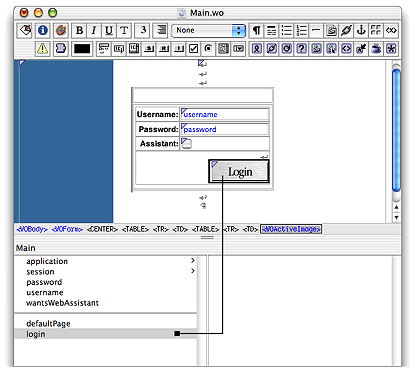 Main.wo
B I U T 3 None
Username: username
Password: password
Assistant:
Login
<WOBody> <WOForm> <CENTER> <TABLE> <TR> <TD> <TABLE> <TR> <TD> <WOActiveImage>
Main
application >
session >
password
username
wantsWebAssistant
defaultPage
login